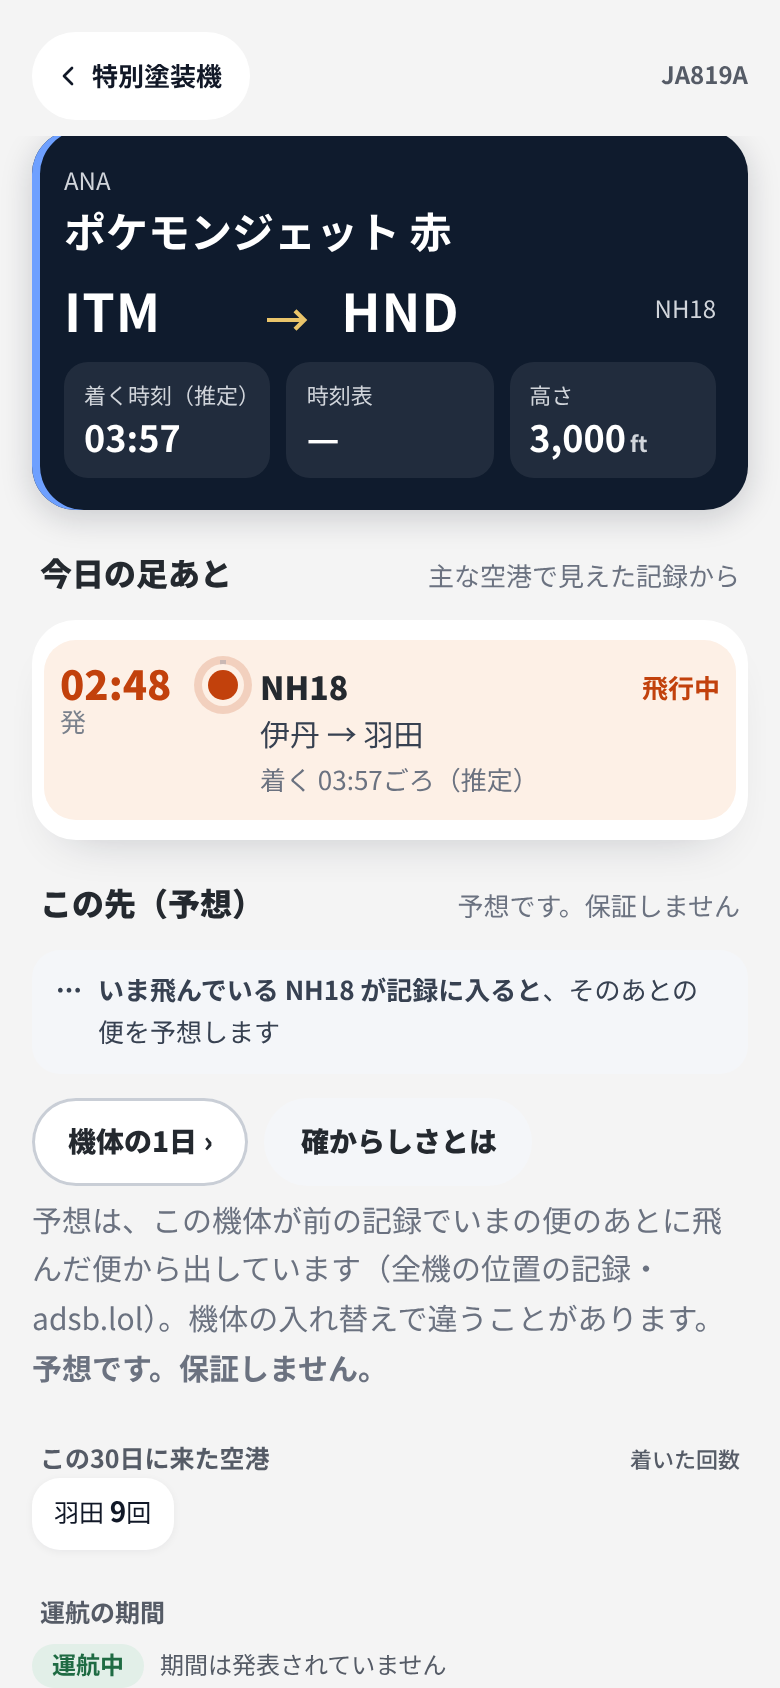 特別塗装機
JA819A
ANA
ポケモンジェット 赤
ITM → HND
NH18
着く時刻（推定）
03:57
時刻表
—
高さ
3,000 ft
今日の足あと
主な空港で見えた記録から
02:48
発
NH18
飛行中
伊丹 → 羽田
着く 03:57ごろ（推定）
この先（予想）
予想です。保証しません
… いま飛んでいる NH18 が記録に入ると、そのあとの
便を予想します
機体の1日 ›
確からしさとは
予想は、この機体が前の記録でいまの便のあとに飛
んだ便から出しています（全機の位置の記録・
adsb.lol）。機体の入れ替えで違うことがあります。
予想です。保証しません。
この30日に来た空港
着いた回数
羽田 9回
運航の期間
運航中
期間は発表されていません